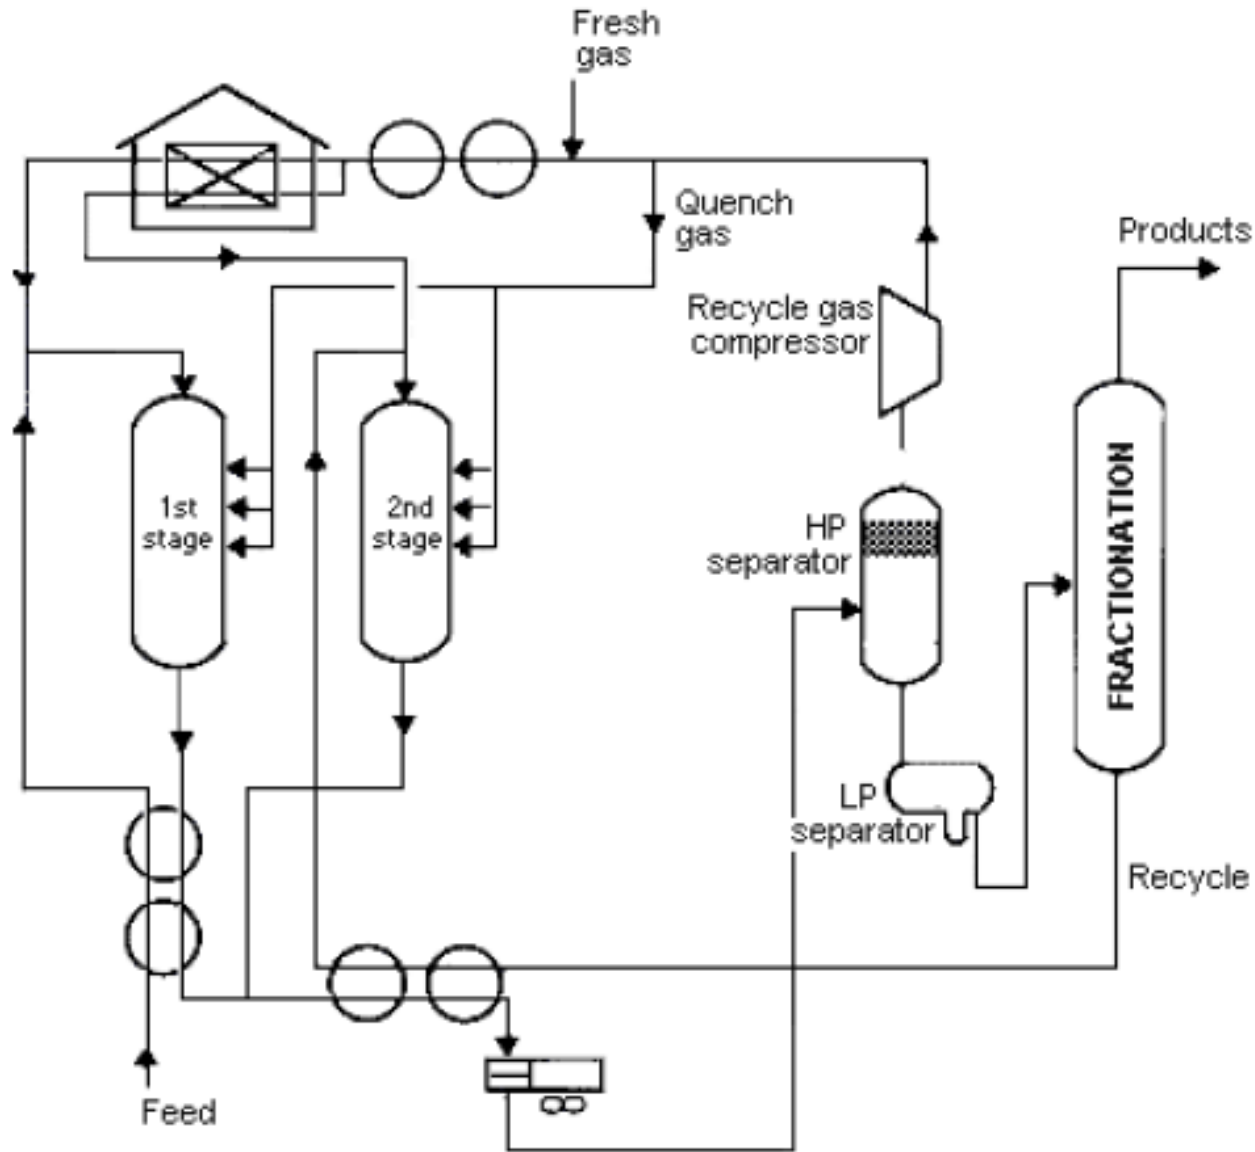 Fresh
gas
Quench
gas
Products
Recycle gas
compressor
1st
stage
2nd
stage
HP
separator
FRACTIONATION
LP
separator
Recycle
Feed